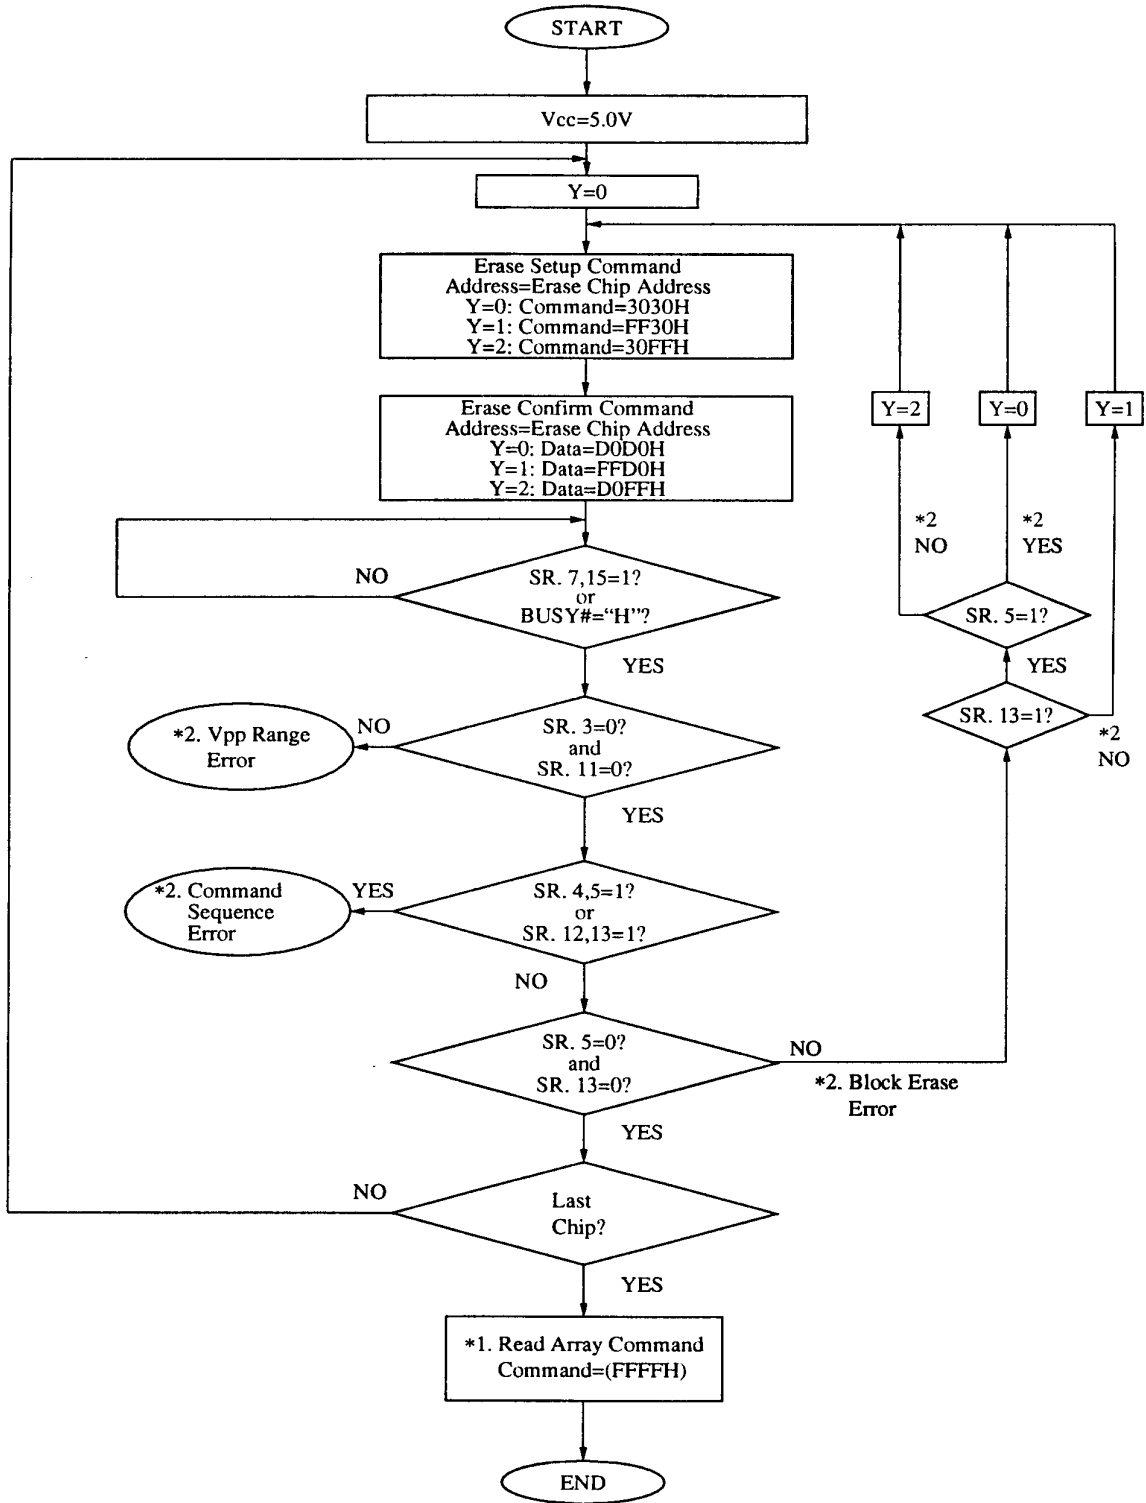 START
Vcc=5.0V
Y=0
Erase Setup Command
Address=Erase Chip Address
Y=0: Command=3030H
Y=1: Command=FF30H
Y=2: Command=30FFH
Erase Confirm Command
Address=Erase Chip Address
Y=0: Data=D0D0H
Y=1: Data=FFD0H
Y=2: Data=D0FFH
Y=2
Y=0
Y=1
*2
NO
*2
YES
NO
SR. 7,15=1?
or
BUSY#="H"?
YES
SR. 5=1?
YES
SR. 13=1?
*2
NO
*2. Vpp Range
Error
NO
SR. 3=0?
and
SR. 11=0?
YES
*2. Command
Sequence
Error
YES
SR. 4,5=1?
or
SR. 12,13=1?
NO
SR. 5=0?
and
SR. 13=0?
NO
*2. Block Erase
Error
YES
NO
Last
Chip?
YES
*1. Read Array Command
Command=(FFFFH)
END